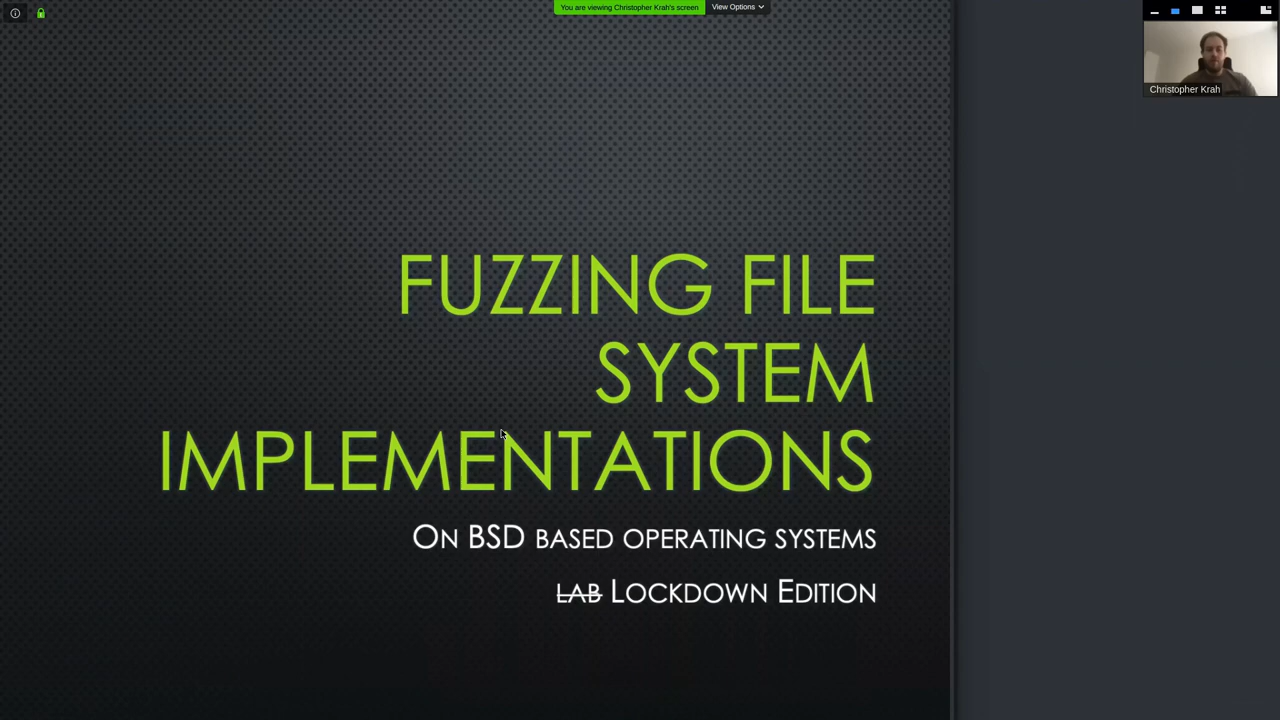 You are viewing Christopher Krah's screen
View Options
Christopher Krah
FUZZING FILE
SYSTEM
IMPLEMENTATIONS
ON BSD BASED OPERATING SYSTEMS
LAB LOCKDOWN EDITION